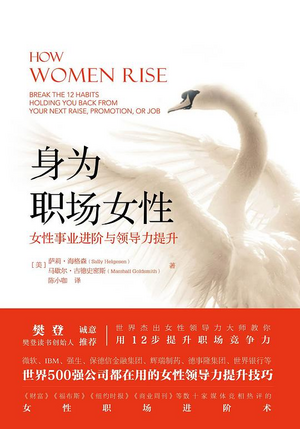 HOW
WOMEN RISE
BREAK THE 12 HABITS
HOLDING YOU BACK FROM
YOUR NEXT RAISE, PROMOTION, OR JOB
身为
职场女性
女性事业进阶与领导力提升
[美] 萨莉·海格森 (Sally Helgesen)
马歇尔·古德史密斯 (Marshall Goldsmith) 著
陈小咖 译
樊登 诚意
樊登读书创始人 推荐
世界杰出女性领导力大师教你
用12步提升职场竞争力
微软、IBM、强生、保德信金融集团、辉瑞制药、德事隆集团、世界银行等
世界500强公司都在用的女性领导力提升技巧
《财富》《福布斯》《纽约时报》《商业周刊》等数十家媒体竞相热评的
女性职场进阶术